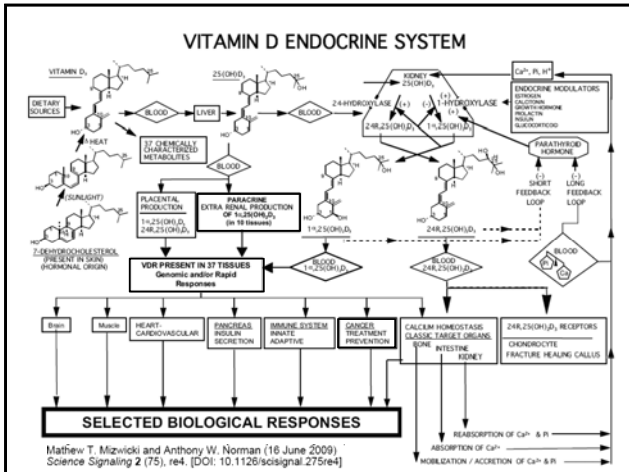 VITAMIN D ENDOCRINE SYSTEM
VITAMIN D₃
25(OH)D₃
DIETARY
SOURCES
BLOOD
LIVER
BLOOD
KIDNEY
25(OH)D₃
24-HYDROXYLASE
(+)
(-)
1-HYDROXYLASE
(+)
(+)
24R,25(OH)₂D₃
1α,25(OH)₂D₃
Ca²⁺, Pi, H⁺
ENDOCRINE MODULATORS
ESTROGEN
CALCITONIN
GROWTH HORMONE
PROLACTIN
INSULIN
GLUCOCORTICOID
PARATHYROID
HORMONE
HEAT
37 CHEMICALLY
CHARACTERIZED
METABOLITES
BLOOD
(SUNLIGHT)
7-DEHYDROCHOLESTEROL
(PRESENT IN SKIN)
(HORMONAL ORIGIN)
PLACENTAL
PRODUCTION
1α,25(OH)₂D₃
24R,25(OH)₂D₃
PARACRINE
EXTRA RENAL PRODUCTION
OF 1α,25(OH)₂D₃
(in 10 tissues)
1α,25(OH)₂D₃
24R,25(OH)₂D₃
(-)
SHORT
FEEDBACK
LOOP
(-)
LONG
FEEDBACK
LOOP
VDR PRESENT IN 37 TISSUES
Genomic and/or Rapid
Responses
BLOOD
1α,25(OH)₂D₃
BLOOD
24R,25(OH)₂D₃
BLOOD
Pi
Ca
Brain
Muscle
HEART-
CARDIOVASCULAR
PANCREAS
INSULIN
SECRETION
IMMUNE SYSTEM
INNATE
ADAPTIVE
CANCER
TREATMENT
PREVENTION
CALCIUM HOMEOSTASIS
CLASSIC TARGET ORGANS
BONE
INTESTINE
KIDNEY
24R,25(OH)₂D₃ RECEPTORS
CHONDROCYTE
FRACTURE HEALING CALLUS
SELECTED BIOLOGICAL RESPONSES
REABSORPTION OF Ca²⁺ & Pi
ABSORPTION OF Ca²⁺
MOBILIZATION / ACCRETION OF Ca²⁺ & Pi
Mathew T. Mizwicki and Anthony W. Norman (16 June 2009)
Science Signaling 2 (75), re4. [DOI: 10.1126/scisignal.275re4]